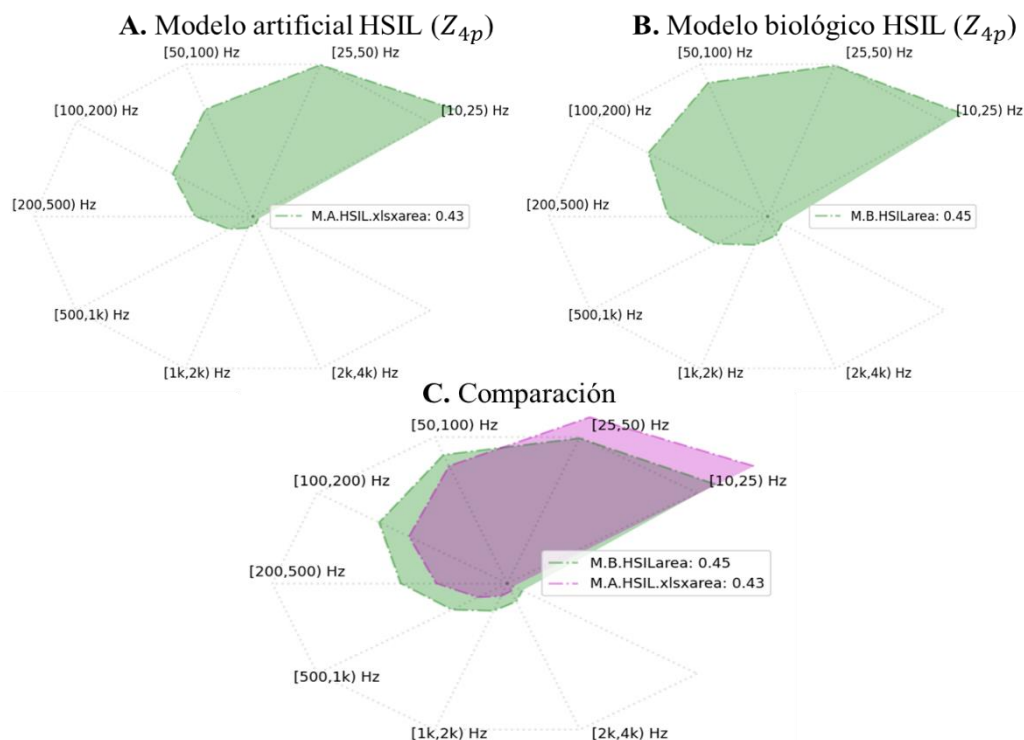 A. Modelo artificial HSIL (Z4p)
[50,100) Hz
[25,50) Hz
[100,200) Hz
[10,25) Hz
[200,500) Hz
M.A.HSIL.xlsxarea: 0.43
[500,1k) Hz
[1k,2k) Hz
[2k,4k) Hz
B. Modelo biológico HSIL (Z4p)
[50,100) Hz
[25,50) Hz
[100,200) Hz
[10,25) Hz
[200,500) Hz
M.B.HSILarea: 0.45
[500,1k) Hz
[1k,2k) Hz
[2k,4k) Hz
C. Comparación
[50,100) Hz
[25,50) Hz
[100,200) Hz
[10,25) Hz
[200,500) Hz
M.B.HSILarea: 0.45
M.A.HSIL.xlsxarea: 0.43
[500,1k) Hz
[1k,2k) Hz
[2k,4k) Hz